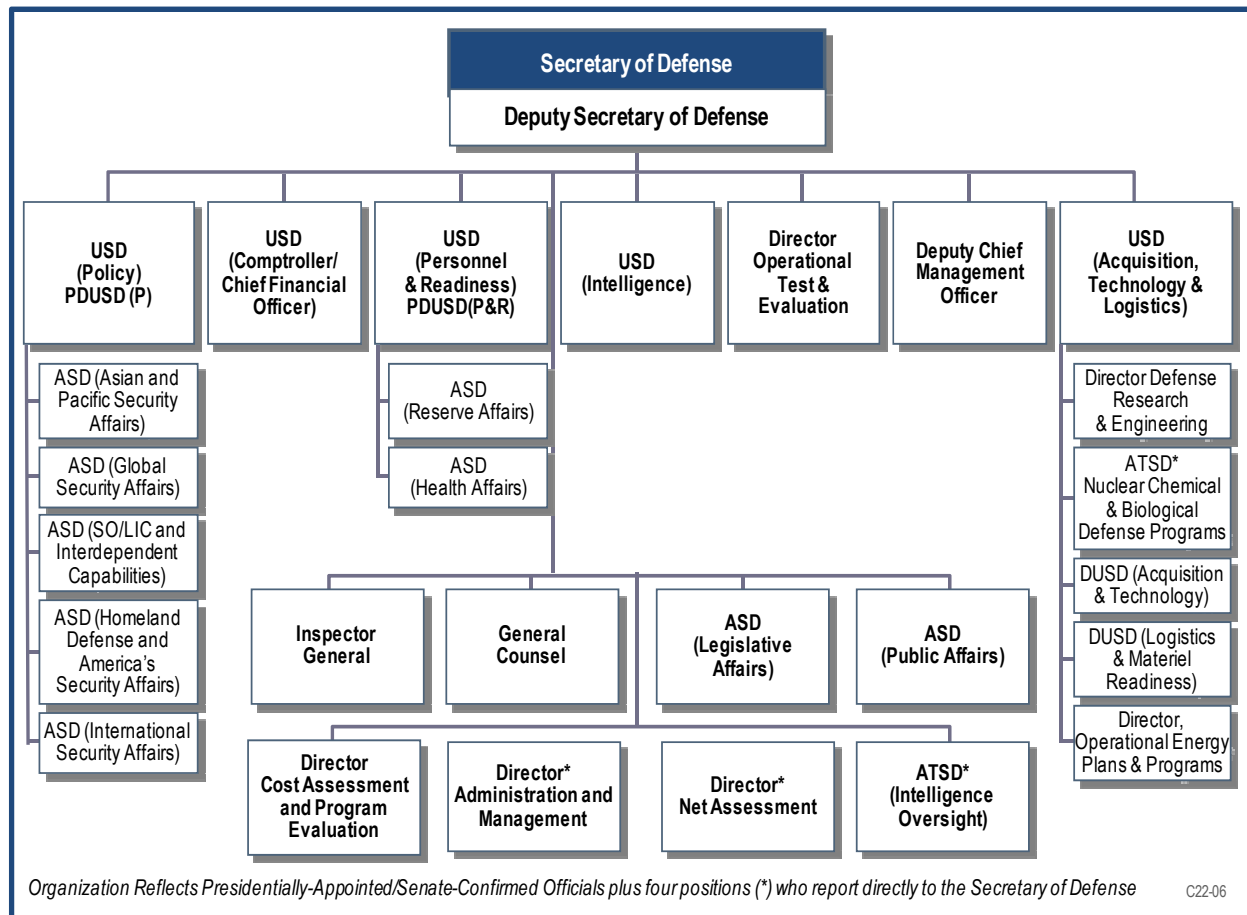 Secretary of Defense
Deputy Secretary of Defense
USD
(Policy)
PDUSD (P)
USD
(Comptroller/
Chief Financial
Officer)
USD
(Personnel
& Readiness)
PDUSD(P&R)
USD
(Intelligence)
Director
Operational
Test &
Evaluation
Deputy Chief
Management
Officer
USD
(Acquisition,
Technology &
Logistics)
ASD (Asian and
Pacific Security
Affairs)
ASD (Global
Security Affairs)
ASD (SO/LIC and
Interdependent
Capabilities)
ASD (Homeland
Defense and
America's
Security Affairs)
ASD (International
Security Affairs)
ASD
(Reserve Affairs)
ASD
(Health Affairs)
Director Defense
Research
& Engineering
ATSD*
Nuclear Chemical
& Biological
Defense Programs
DUSD (Acquisition
& Technology)
DUSD (Logistics
& Materiel
Readiness)
Director,
Operational Energy
Plans & Programs
Inspector
General
General
Counsel
ASD
(Legislative
Affairs)
ASD
(Public Affairs)
Director
Cost Assessment
and Program
Evaluation
Director*
Administration and
Management
Director*
Net Assessment
ATSD*
(Intelligence
Oversight)
Organization Reflects Presidentially-Appointed/Senate-Confirmed Officials plus four positions (*) who report directly to the Secretary of Defense
C22-06